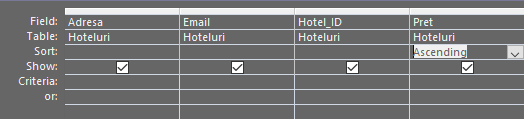 Field: Adresa Email Hotel_ID Pret
Table: Hoteluri Hoteluri Hoteluri Hoteluri
Sort: Ascending
Show:
Criteria:
or: